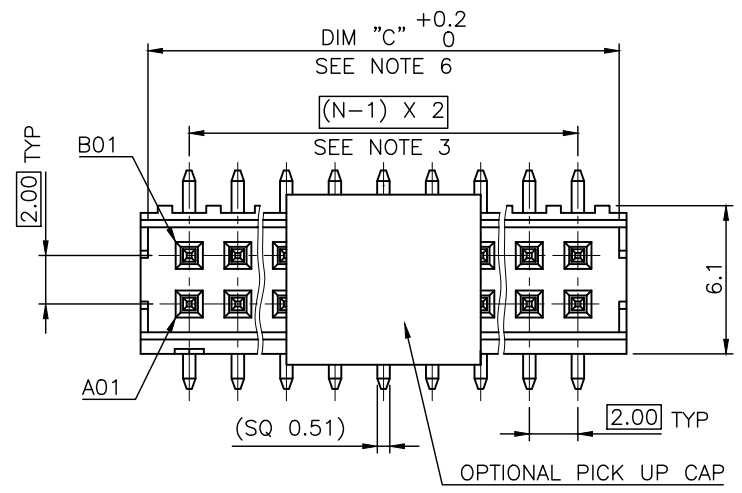 DIM "C" +0.2
0
SEE NOTE 6
(N-1) X 2
SEE NOTE 3
B01
2.00 TYP
6.1
A01
(SQ 0.51)
2.00 TYP
OPTIONAL PICK UP CAP